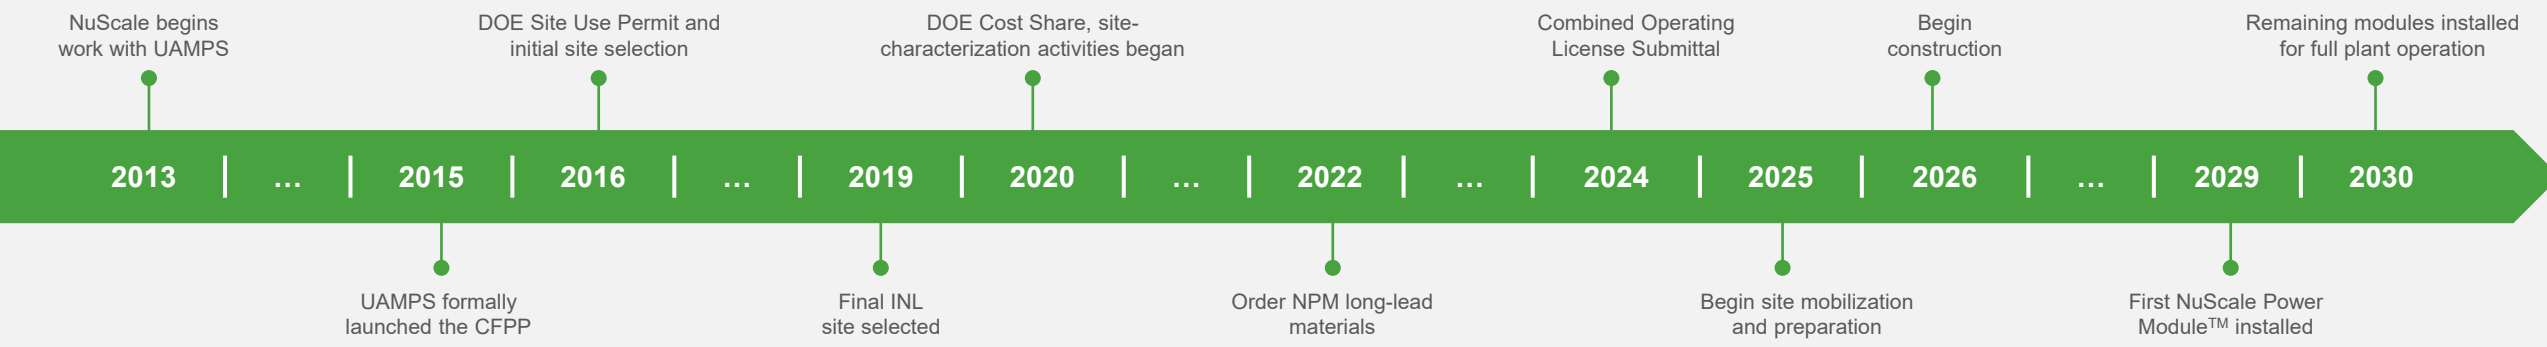 NuScale begins
work with UAMPS
DOE Site Use Permit and
initial site selection
DOE Cost Share, site-
characterization activities began
Combined Operating
License Submittal
Begin
construction
Remaining modules installed
for full plant operation
2013 | ... | 2015 | 2016 | ... | 2019 | 2020 | ... | 2022 | ... | 2024 | 2025 | 2026 | ... | 2029 | 2030
UAMPS formally
launched the CFPP
Final INL
site selected
Order NPM long-lead
materials
Begin site mobilization
and preparation
First NuScale Power
Module™ installed